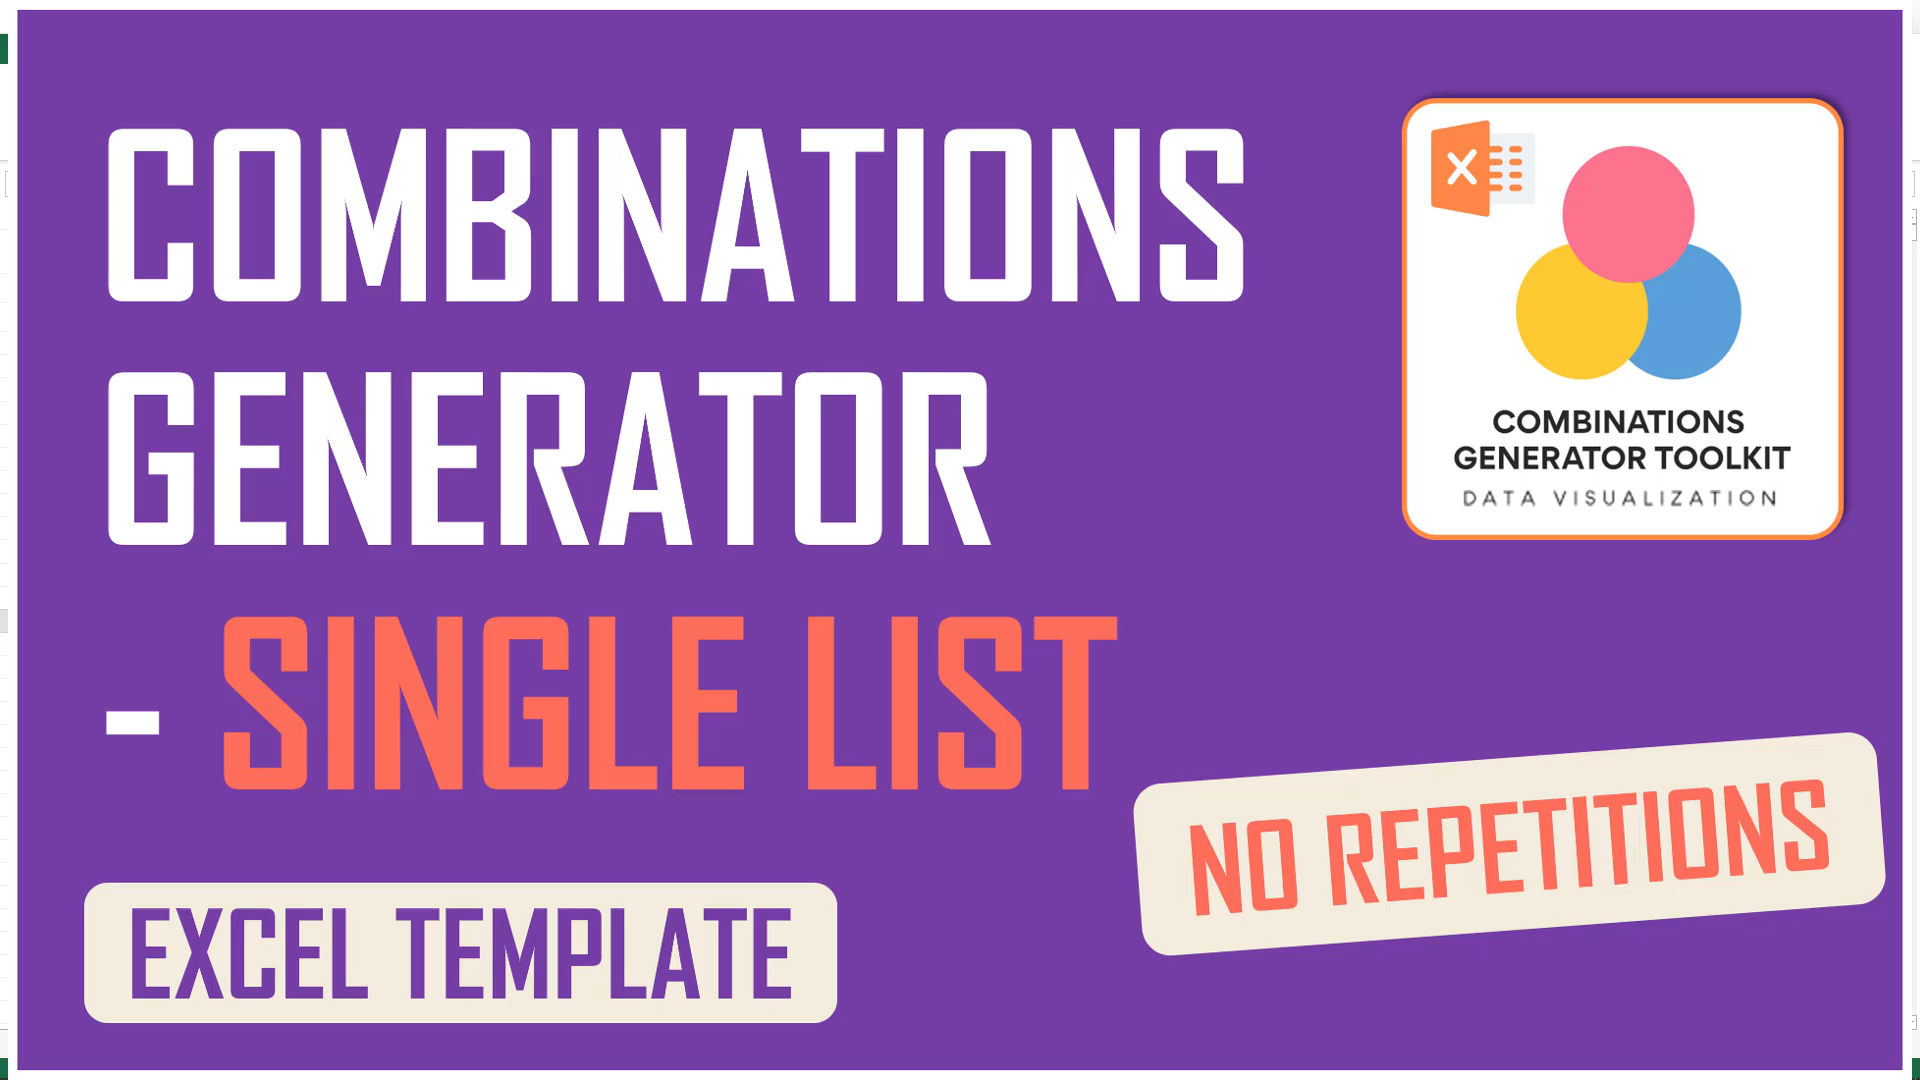 COMBINATIONS
GENERATOR
- SINGLE LIST
NO REPETITIONS
EXCEL TEMPLATE
X
COMBINATIONS
GENERATOR TOOLKIT
DATA VISUALIZATION